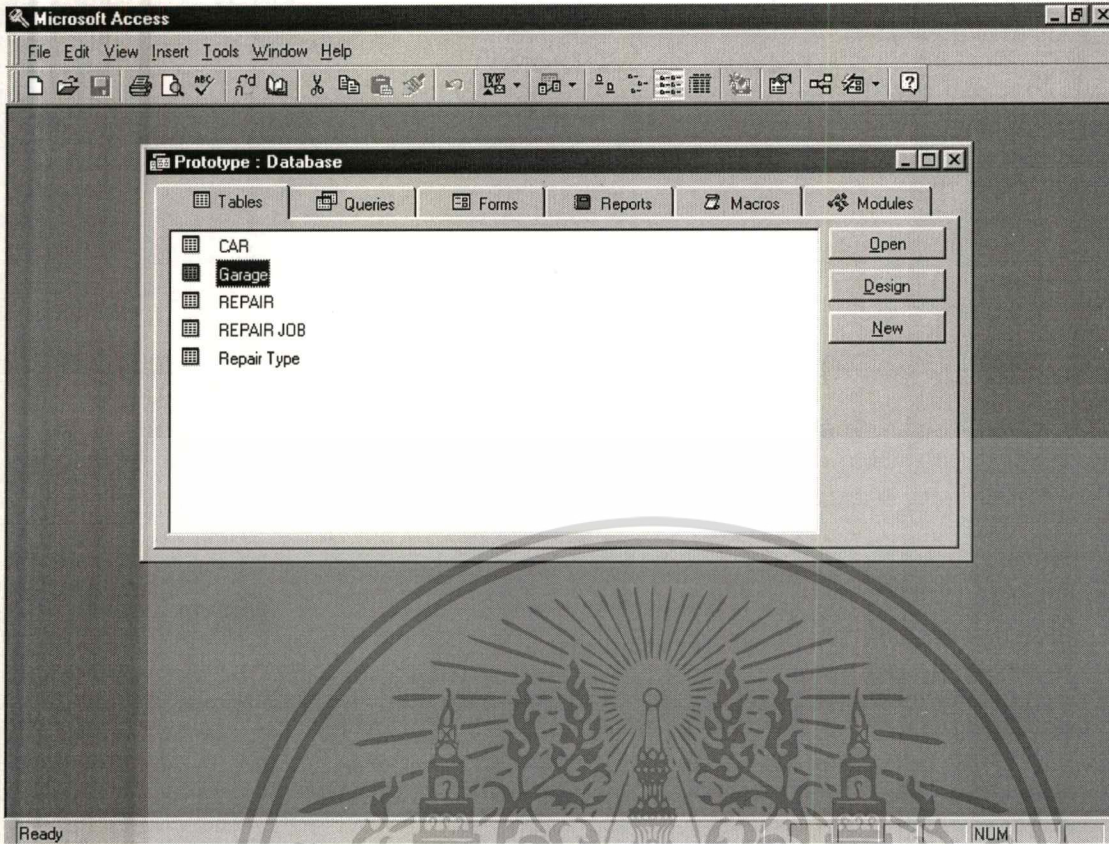 Microsoft Access
File Edit View Insert Tools Window Help
Prototype : Database
Tables Queries Forms Reports Macros Modules
CAR
Garage
REPAIR
REPAIR JOB
Repair Type
Open
Design
New
Ready
NUM